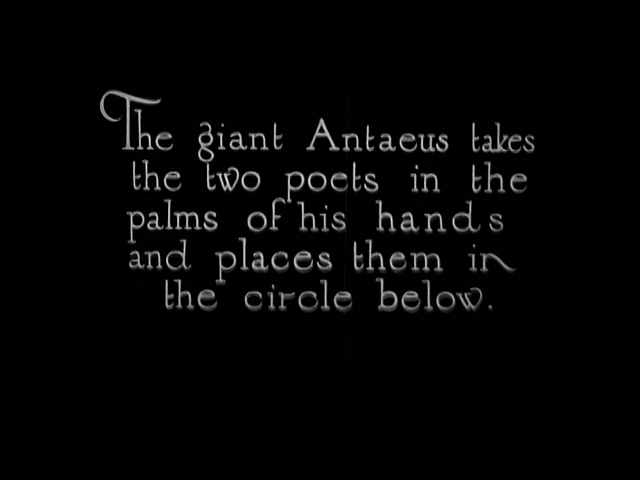 The giant Antaeus takes
the two poets in the
palms of his hands
and places them in
the circle below.